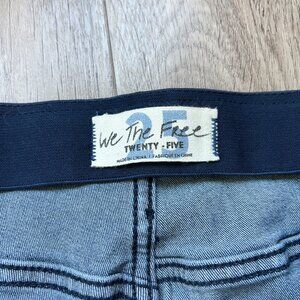 25
We The Free
TWENTY - FIVE
MADE IN CHINA / FABRIQUÉ EN CHINE